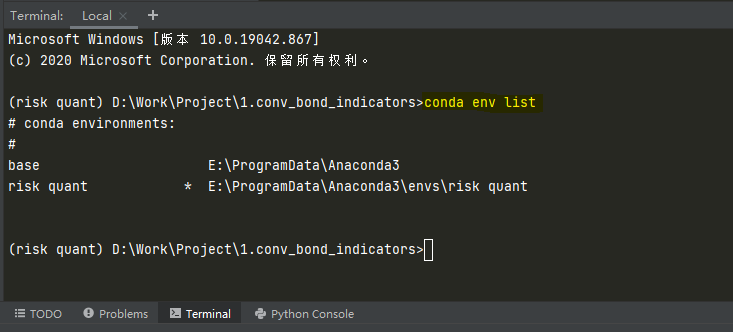 Terminal: Local × +
Microsoft Windows [版本 10.0.19042.867]
(c) 2020 Microsoft Corporation. 保留所有权利。
(risk quant) D:\Work\Project\1.conv_bond_indicators>conda env list
# conda environments:
#
base                     E:\ProgramData\Anaconda3
risk quant            *  E:\ProgramData\Anaconda3\envs\risk quant
(risk quant) D:\Work\Project\1.conv_bond_indicators>
TODO Problems Terminal Python Console